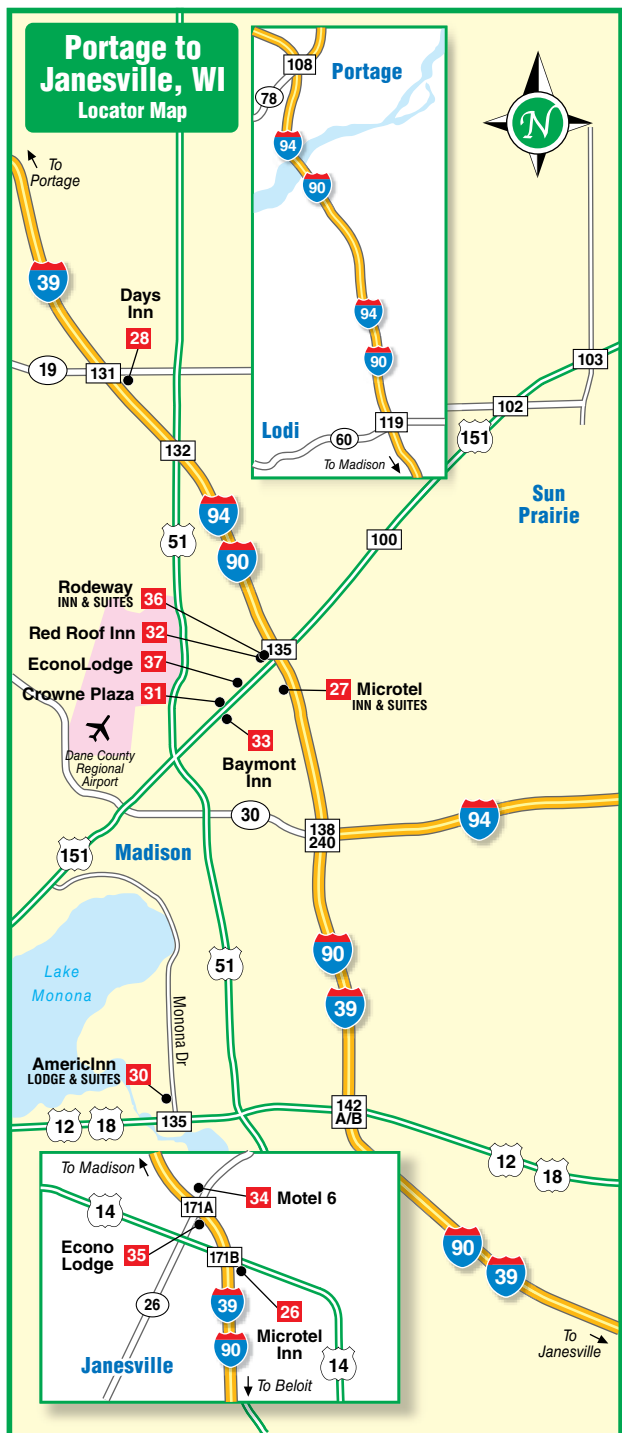 Portage to
Janesville, WI
Locator Map
N
108
Portage
78
94
90
94
90
119
Lodi
60
To Madison
To
Portage
39
Days
Inn
28
19
131
132
51
94
90
103
102
151
100
Sun
Prairie
Rodeway
INN & SUITES
36
Red Roof Inn 32
EconoLodge 37
Crowne Plaza 31
135
27 Microtel
INN & SUITES
33
Baymont
Inn
Dane County
Regional
Airport
30
138
240
94
151
Madison
51
90
39
Lake
Monona
Monona Dr
AmericInn
LODGE & SUITES
30
12
18
135
142
A/B
12
18
90
39
To
Janesville
To Madison
14
171A
34 Motel 6
Econo
Lodge
35
171B
26
39
26
Microtel
Inn
90
Janesville
14
To Beloit